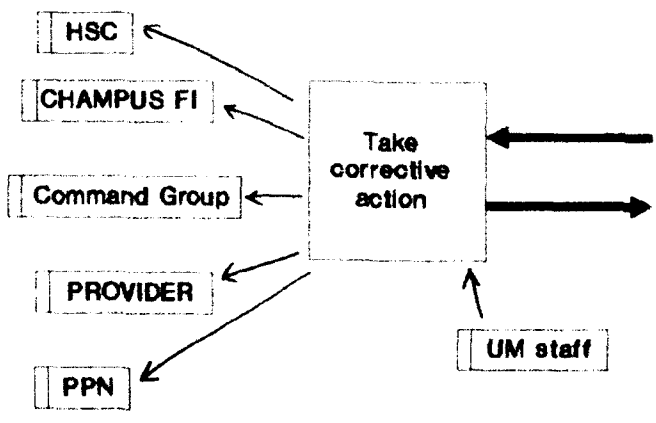 HSC
CHAMPUS FI
Take
corrective
action
Command Group
PROVIDER
UM staff
PPN